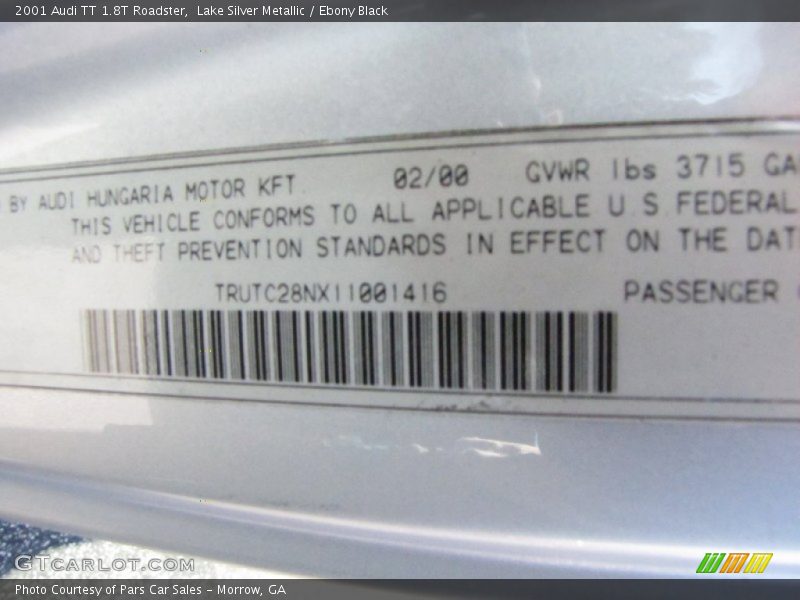 2001 Audi TT 1.8T Roadster, Lake Silver Metallic / Ebony Black
BY AUDI HUNGARIA MOTOR KFT 02/00 GVWR lbs 3715 GA
THIS VEHICLE CONFORMS TO ALL APPLICABLE U S FEDERAL
AND THEFT PREVENTION STANDARDS IN EFFECT ON THE DAT
TRUTC28NX11001416 PASSENGER
GTCARLOT.COM
Photo Courtesy of Pars Car Sales - Morrow, GA